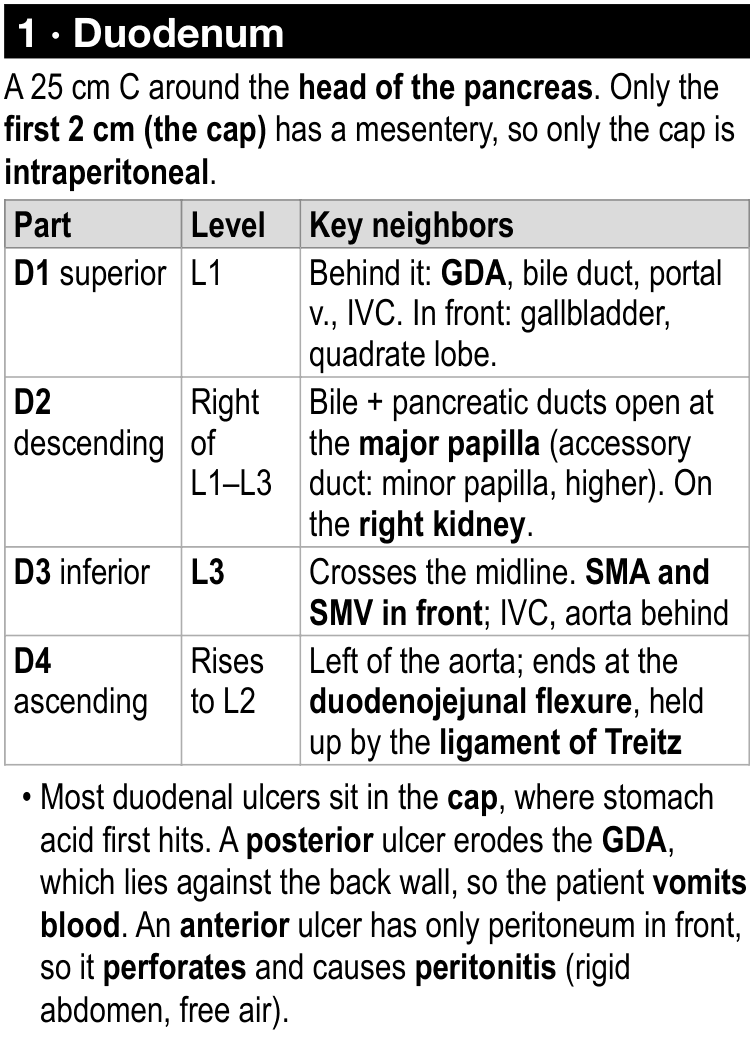 1 · Duodenum
A 25 cm C around the head of the pancreas. Only the
first 2 cm (the cap) has a mesentery, so only the cap is
intraperitoneal.
Part Level Key neighbors
D1 superior L1 Behind it: GDA, bile duct, portal
v., IVC. In front: gallbladder,
quadrate lobe.
D2 Right Bile + pancreatic ducts open at
descending of the major papilla (accessory
L1–L3 duct: minor papilla, higher). On
the right kidney.
D3 inferior L3 Crosses the midline. SMA and
SMV in front; IVC, aorta behind
D4 Rises Left of the aorta; ends at the
ascending to L2 duodenojejunal flexure, held
up by the ligament of Treitz
• Most duodenal ulcers sit in the cap, where stomach
acid first hits. A posterior ulcer erodes the GDA,
which lies against the back wall, so the patient vomits
blood. An anterior ulcer has only peritoneum in front,
so it perforates and causes peritonitis (rigid
abdomen, free air).